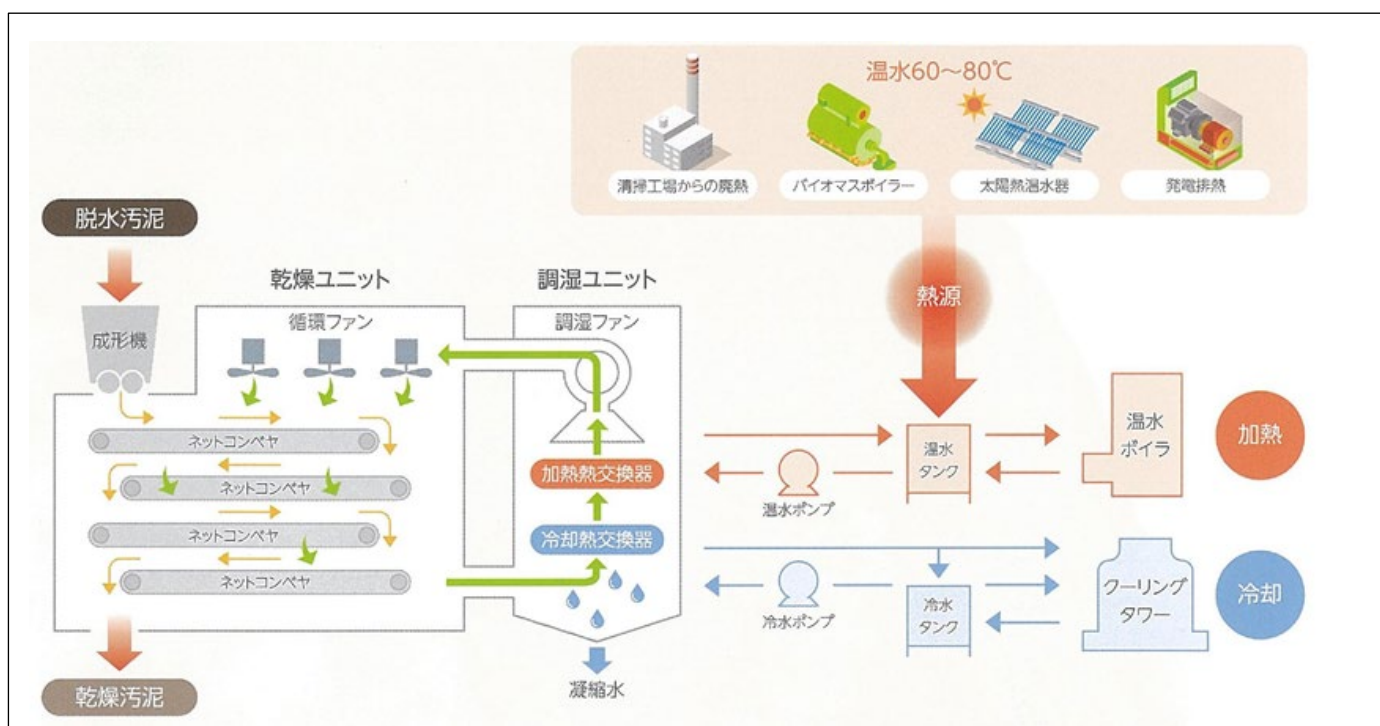 温水60～80℃
清掃工場からの廃熱
バイオマスボイラー
太陽熱温水器
発電排熱
熱源
脱水汚泥
成形機
乾燥ユニット
循環ファン
調湿ユニット
調湿ファン
ネットコンベヤ
ネットコンベヤ
ネットコンベヤ
ネットコンベヤ
加熱熱交換器
冷却熱交換器
凝縮水
乾燥汚泥
温水ポンプ
温水
タンク
温水
ボイラ
加熱
冷水ポンプ
冷水
タンク
クーリング
タワー
冷却